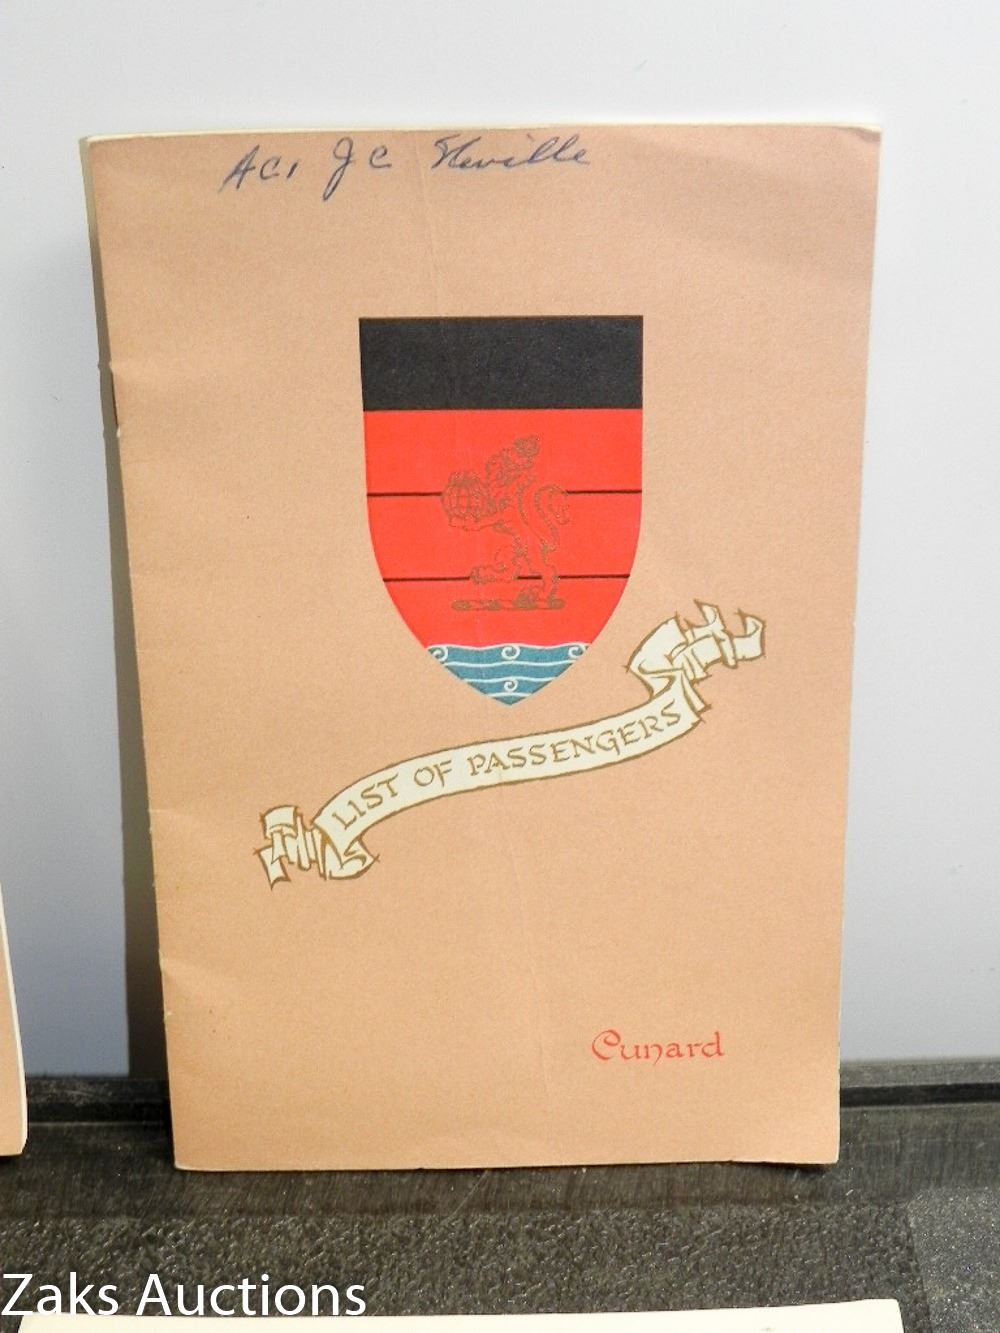 AC1 JC Neville
LIST OF PASSENGERS
Cunard
Zaks Auctions